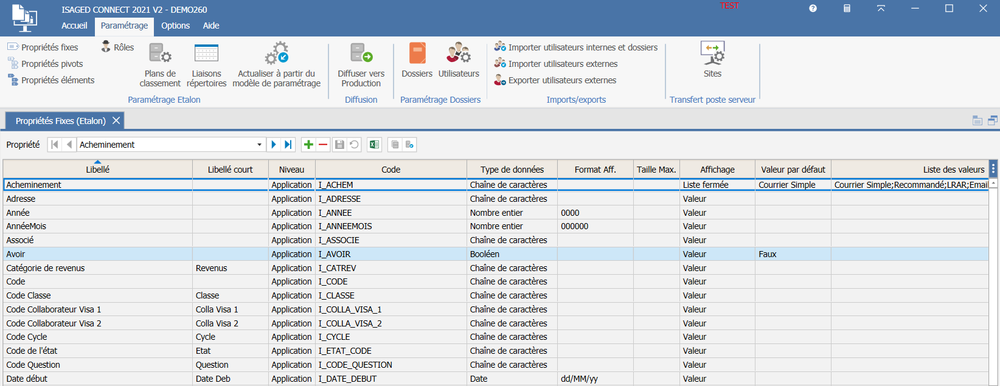 ISAGED CONNECT 2021 V2 - DEMO260
TEST
Accueil Paramétrage Options Aide
Propriétés fixes
Propriétés pivots
Propriétés éléments
Rôles
Plans de
classement
Liaisons
répertoires
Actualiser à partir du
modèle de paramétrage
Paramétrage Etalon
Diffuser vers
Production
Diffusion
Dossiers
Utilisateurs
Paramétrage Dossiers
Importer utilisateurs internes et dossiers
Importer utilisateurs externes
Exporter utilisateurs externes
Imports/exports
Sites
Transfert poste serveur
Propriétés Fixes (Etalon)
Propriété Acheminement
Libellé Libellé court Niveau Code Type de données Format Aff. Taille Max. Affichage Valeur par défaut Liste des valeurs
Acheminement Application I_ACHEM Chaîne de caractères Liste fermée Courrier Simple Courrier Simple;Recommandé;LRAR;Email
Adresse Application I_ADRESSE Chaîne de caractères Valeur
Année Application I_ANNEE Nombre entier 0000 Valeur
AnnéeMois Application I_ANNEEMOIS Nombre entier 000000 Valeur
Associé Application I_ASSOCIE Chaîne de caractères Valeur
Avoir Application I_AVOIR Booléen Valeur Faux
Catégorie de revenus Revenus Application I_CATREV Chaîne de caractères Valeur
Code Application I_CODE Chaîne de caractères Valeur
Code Classe Classe Application I_CLASSE Chaîne de caractères Valeur
Code Collaborateur Visa 1 Colla Visa 1 Application I_COLLA_VISA_1 Chaîne de caractères Valeur
Code Collaborateur Visa 2 Colla Visa 2 Application I_COLLA_VISA_2 Chaîne de caractères Valeur
Code Cycle Cycle Application I_CYCLE Chaîne de caractères Valeur
Code de l'état Etat Application I_ETAT_CODE Chaîne de caractères Valeur
Code Question Question Application I_CODE_QUESTION Chaîne de caractères Valeur
Date début Date Deb Application I_DATE_DEBUT Date dd/MM/yy Valeur